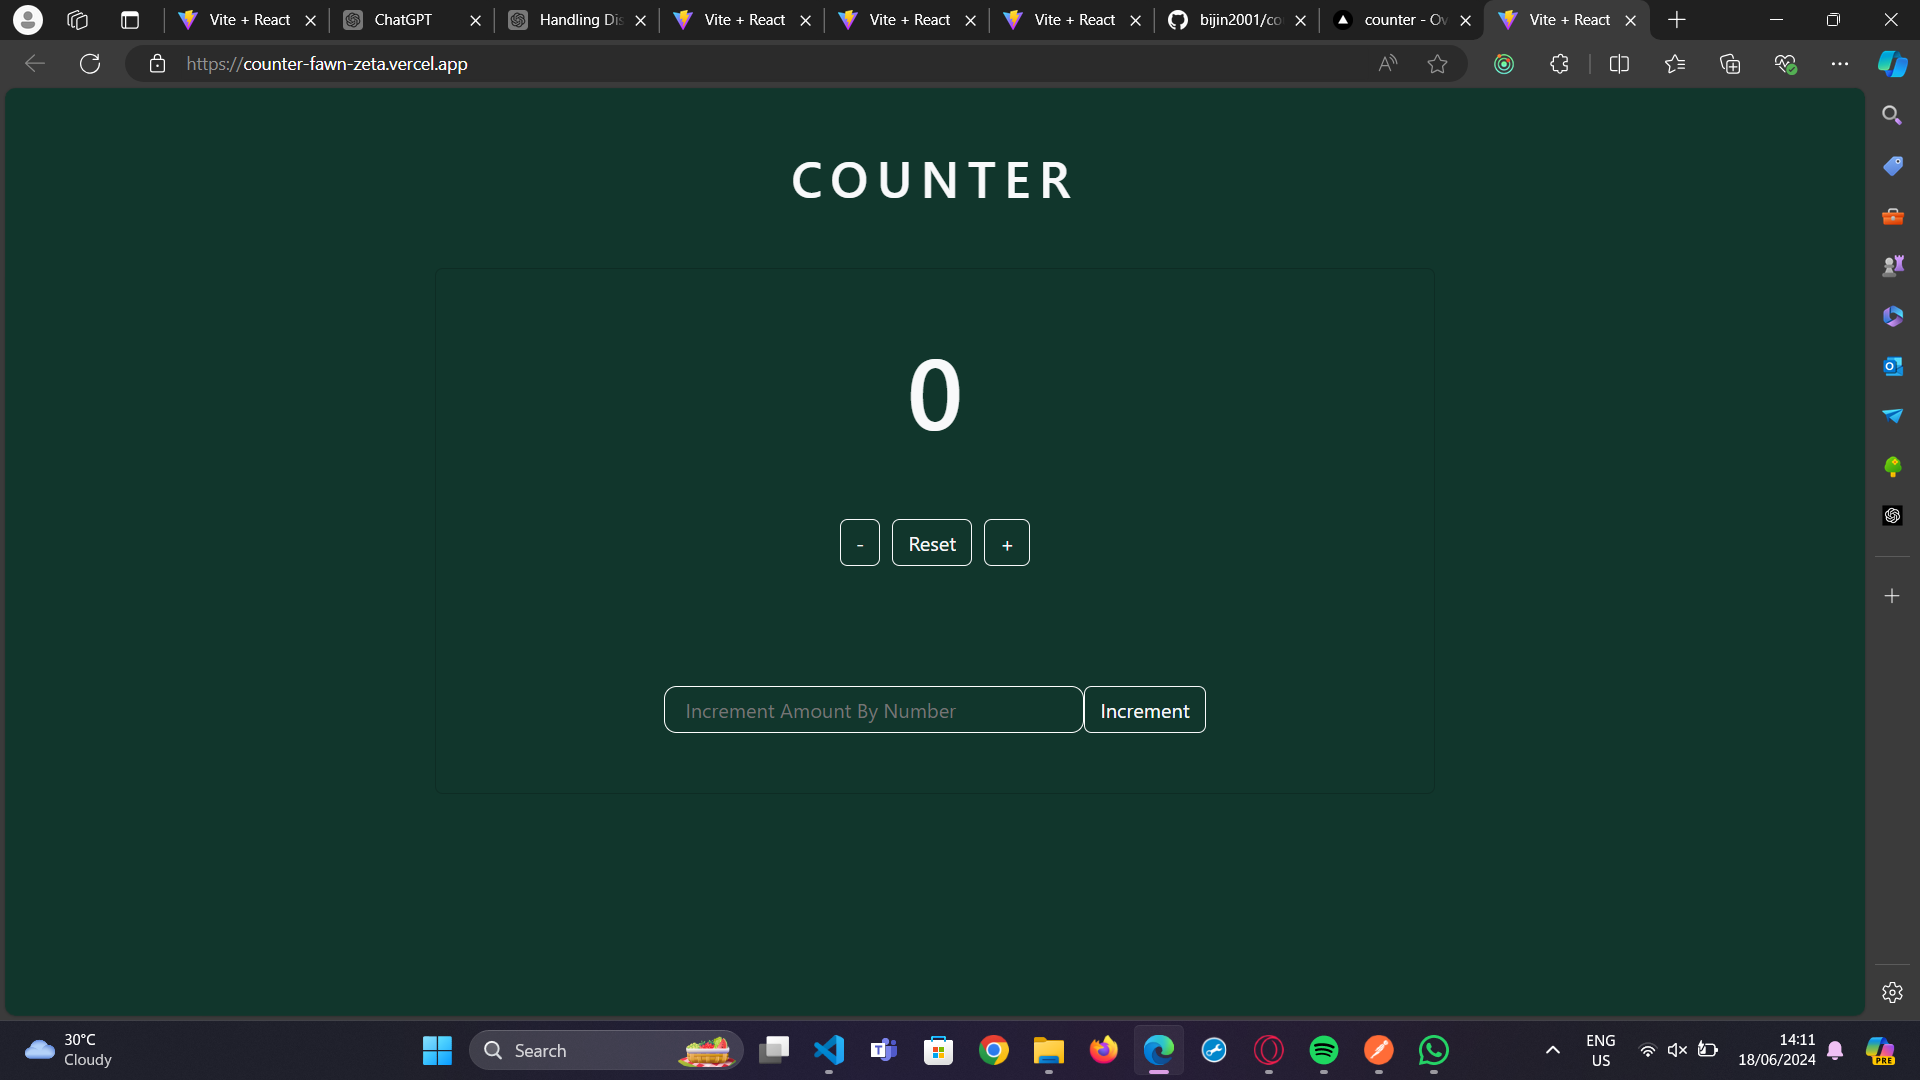 Vite + React
ChatGPT
Handling Dis
Vite + React
Vite + React
Vite + React
bijin2001/co
counter - Ov
Vite + React
https://counter-fawn-zeta.vercel.app
COUNTER
0
- Reset +
Increment Amount By Number Increment
30°C
Cloudy
Search
ENG
US
14:11
18/06/2024
PRE